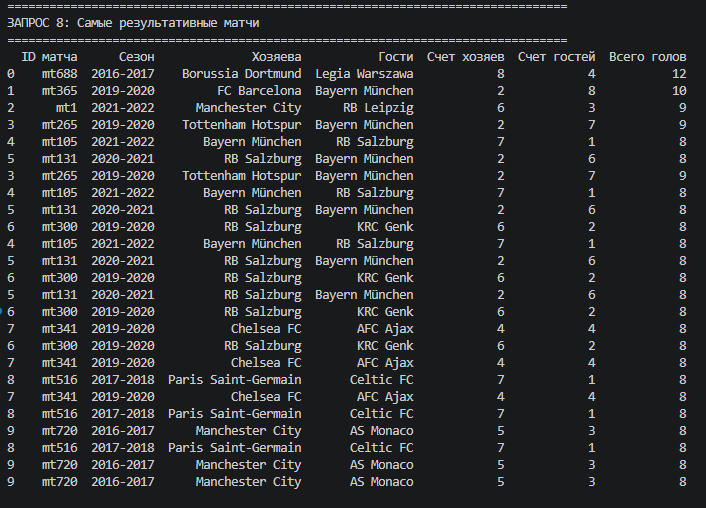 ======================================================================
ЗАПРОС 8: Самые результативные матчи
======================================================================
ID матча Сезон Хозяева Гости Счет хозяев Счет гостей Всего голов
0 mt688 2016-2017 Borussia Dortmund Legia Warszawa 8 4 12
1 mt365 2019-2020 FC Barcelona Bayern München 2 8 10
2 mt1 2021-2022 Manchester City RB Leipzig 6 3 9
3 mt265 2019-2020 Tottenham Hotspur Bayern München 2 7 9
4 mt105 2021-2022 Bayern München RB Salzburg 7 1 8
5 mt131 2020-2021 RB Salzburg Bayern München 2 6 8
3 mt265 2019-2020 Tottenham Hotspur Bayern München 2 7 9
4 mt105 2021-2022 Bayern München RB Salzburg 7 1 8
5 mt131 2020-2021 RB Salzburg Bayern München 2 6 8
6 mt300 2019-2020 RB Salzburg KRC Genk 6 2 8
4 mt105 2021-2022 Bayern München RB Salzburg 7 1 8
5 mt131 2020-2021 RB Salzburg Bayern München 2 6 8
6 mt300 2019-2020 RB Salzburg KRC Genk 6 2 8
5 mt131 2020-2021 RB Salzburg Bayern München 2 6 8
6 mt300 2019-2020 RB Salzburg KRC Genk 6 2 8
7 mt341 2019-2020 Chelsea FC AFC Ajax 4 4 8
6 mt300 2019-2020 RB Salzburg KRC Genk 6 2 8
7 mt341 2019-2020 Chelsea FC AFC Ajax 4 4 8
8 mt516 2017-2018 Paris Saint-Germain Celtic FC 7 1 8
7 mt341 2019-2020 Chelsea FC AFC Ajax 4 4 8
8 mt516 2017-2018 Paris Saint-Germain Celtic FC 7 1 8
9 mt720 2016-2017 Manchester City AS Monaco 5 3 8
8 mt516 2017-2018 Paris Saint-Germain Celtic FC 7 1 8
9 mt720 2016-2017 Manchester City AS Monaco 5 3 8
9 mt720 2016-2017 Manchester City AS Monaco 5 3 8